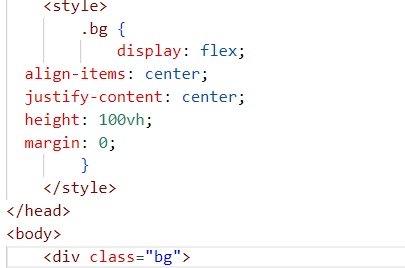 <style>
.bg {
display: flex;
align-items: center;
justify-content: center;
height: 100vh;
margin: 0;
}
</style>
</head>
<body>
<div class="bg">